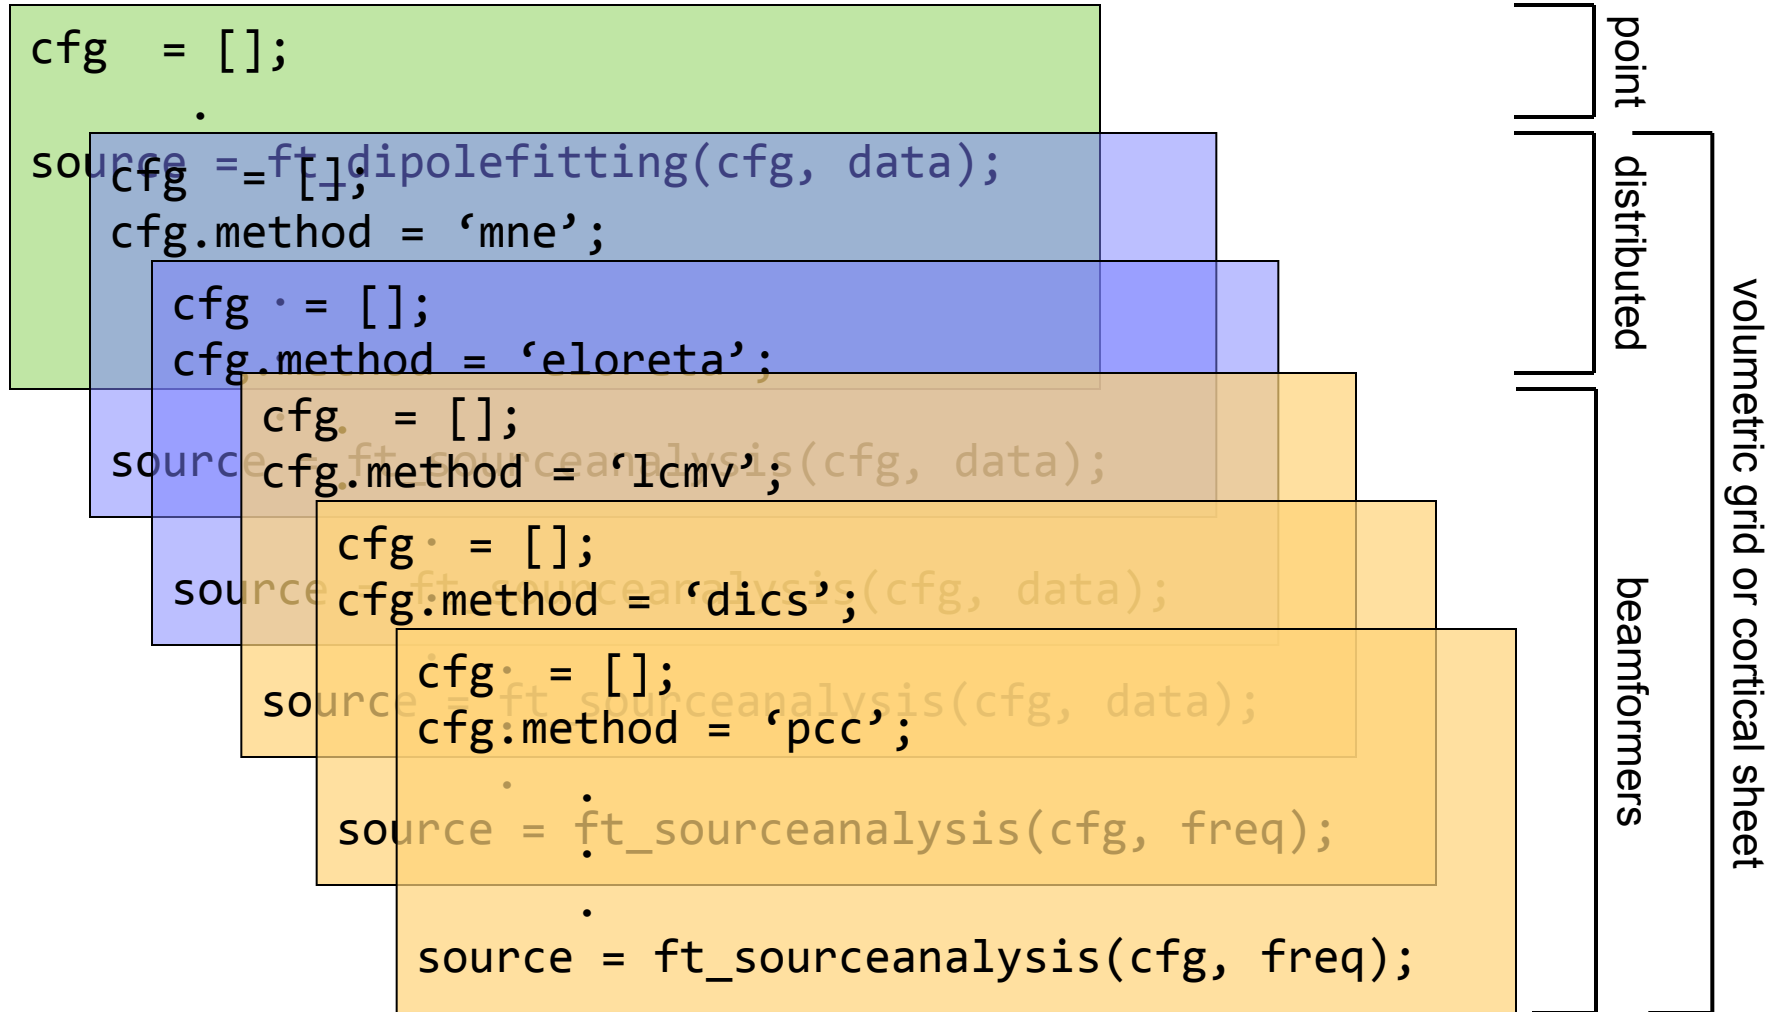 cfg  = [];
.
source = ft_dipolefitting(cfg, data);
cfg  = [];
cfg.method = ‘mne’;
.
.
source = ft_sourceanalysis(cfg, data);
cfg  = [];
cfg.method = ‘eloreta’;
.
.
source = ft_sourceanalysis(cfg, data);
cfg  = [];
cfg.method = ‘lcmv’;
.
.
.
source = ft_sourceanalysis(cfg, data);
cfg  = [];
cfg.method = ‘dics’;
.
.
.
source = ft_sourceanalysis(cfg, freq);
cfg  = [];
cfg.method = ‘pcc’;
.
.
.
source = ft_sourceanalysis(cfg, freq);
point
distributed
beamformers
volumetric grid or cortical sheet